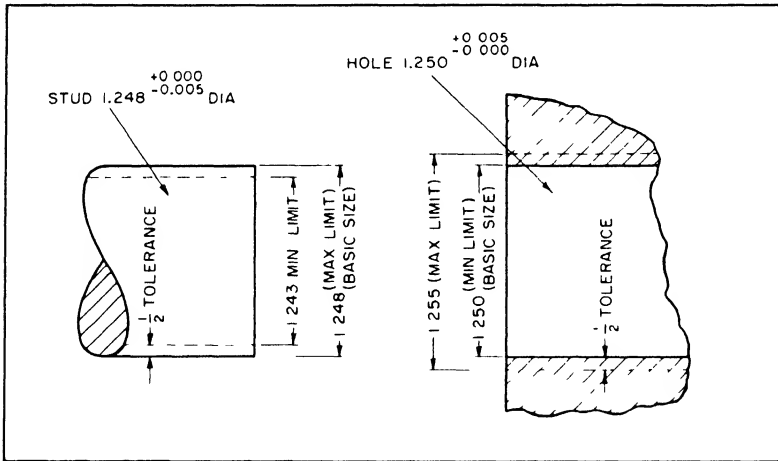 +0.000
STUD 1.248 -0.005 DIA
+0.005
HOLE 1.250 -0.000 DIA
1/2 TOLERANCE
1 243 MIN LIMIT
1 248 (MAX LIMIT)
(BASIC SIZE)
1 255 (MAX LIMIT)
1 250 (MIN LIMIT)
(BASIC SIZE)
1/2 TOLERANCE